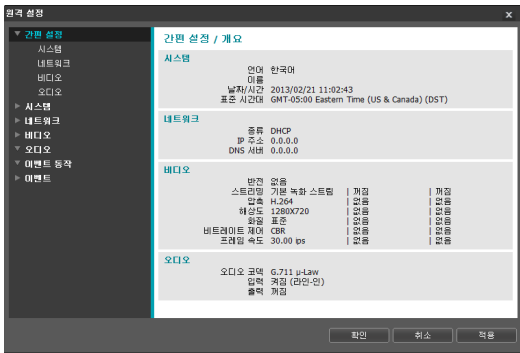 원격 설정 x
간편 설정
시스템
네트워크
비디오
오디오
시스템
네트워크
비디오
오디오
이벤트 동작
이벤트
간편 설정 / 개요
시스템
언어 한국어
이름
날짜/시간 2013/02/21 11:02:43
표준 시간대 GMT-05:00 Eastern Time (US & Canada) (DST)
네트워크
종류 DHCP
IP 주소 0.0.0.0
DNS 서버 0.0.0.0
비디오
반전 없음
스트리밍 기본 녹화 스트림 | 꺼짐 | 꺼짐
압축 H.264 | 없음 | 없음
해상도 1280X720 | 없음 | 없음
화질 표준 | 없음 | 없음
비트레이트 제어 CBR | 없음 | 없음
프레임 속도 30.00 ips | 없음 | 없음
오디오
오디오 코덱 G.711 μ-Law
입력 켜짐 (라인-인)
출력 꺼짐
확인 취소 적용